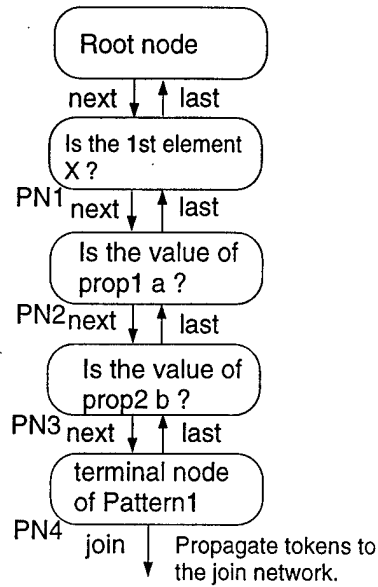 Root node
next last
Is the 1st element
X ?
PN1 next last
Is the value of
prop1 a ?
PN2 next last
Is the value of
prop2 b ?
PN3 next last
terminal node
of Pattern1
PN4
join Propagate tokens to
the join network.